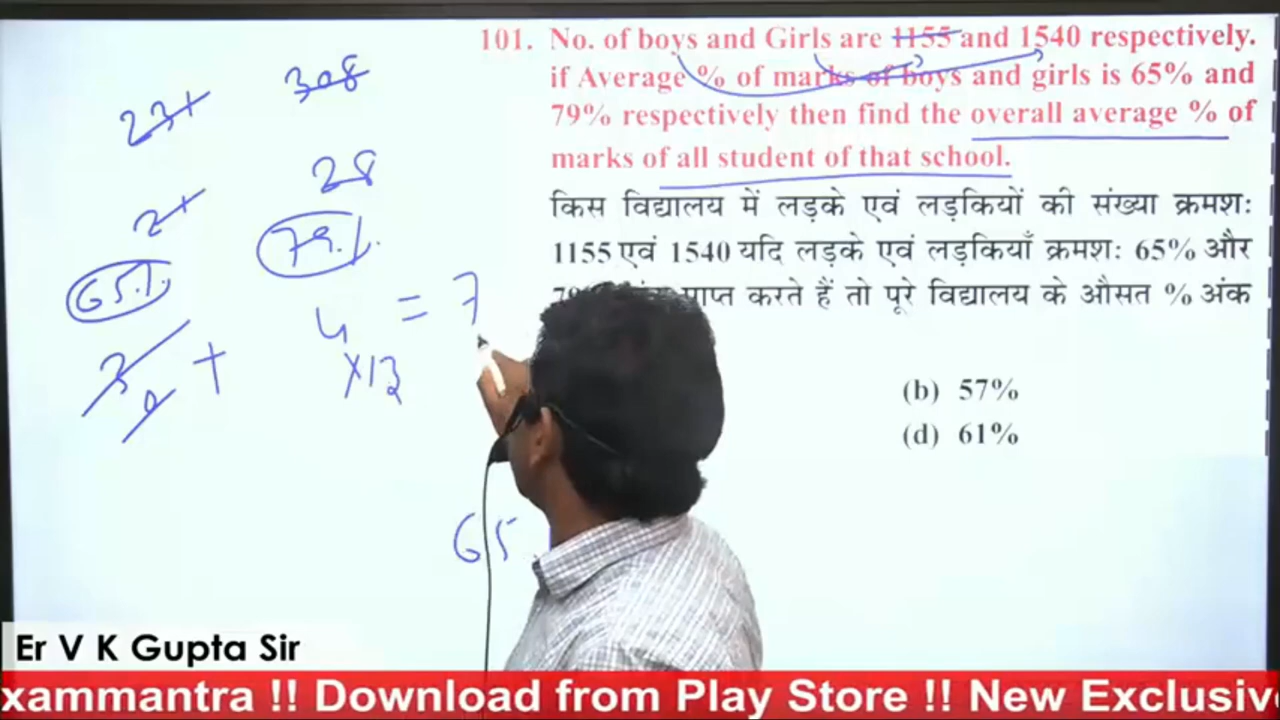 101. No. of boys and Girls are 1155 and 1540 respectively.
if Average % of marks of boys and girls is 65% and
79% respectively then find the overall average % of
marks of all student of that school.
किस विद्यालय में लड़के एवं लड़कियों की संख्या क्रमशः
1155 एवं 1540 यदि लड़के एवं लड़कियाँ क्रमशः 65% और
प्राप्त करते हैं तो पूरे विद्यालय के औसत % अंक
(b) 57%
(d) 61%
231 308
21 28
65% 79%
3 + 4 = 7
65
Er V K Gupta Sir
xammantra !! Download from Play Store !! New Exclusiv